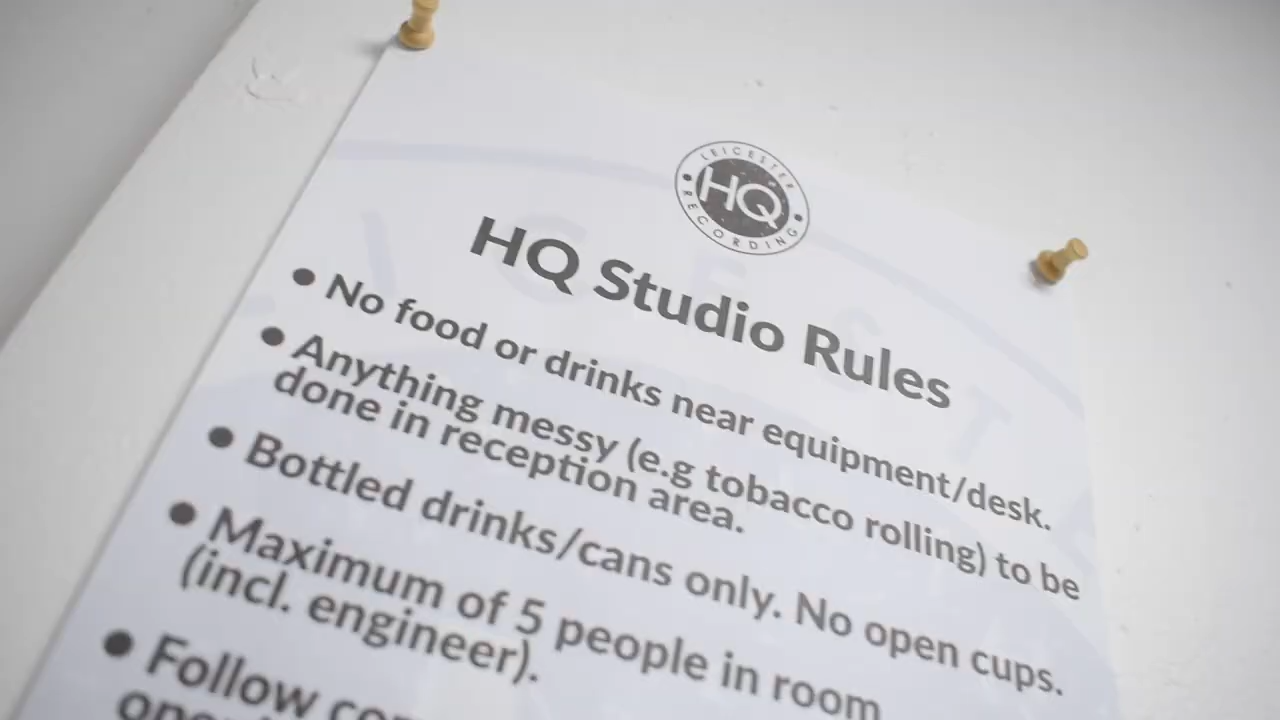 LEICESTER
HQ
RECORDING
HQ Studio Rules
• No food or drinks near equipment/desk.
• Anything messy (e.g tobacco rolling) to be
done in reception area.
• Bottled drinks/cans only. No open cups.
• Maximum of 5 people in room
(incl. engineer).
• Follow